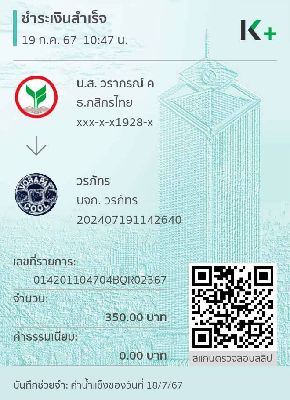 ชำระเงินสำเร็จ
19 ก.ค. 67 10:47 น.
K+
น.ส. วราภรณ์ ค
ธ.กสิกรไทย
xxx-x-x1928-x
วรภัทร
บจก. วรภัทร
202407191142640
เลขที่รายการ:
014201104704BQR02367
จำนวน:
350.00 บาท
ค่าธรรมเนียม:
0.00 บาท
สแกนตรวจสอบสลิป
บันทึกช่วยจำ: ค่าน้ำแข็งของวันที่ 18/7/67